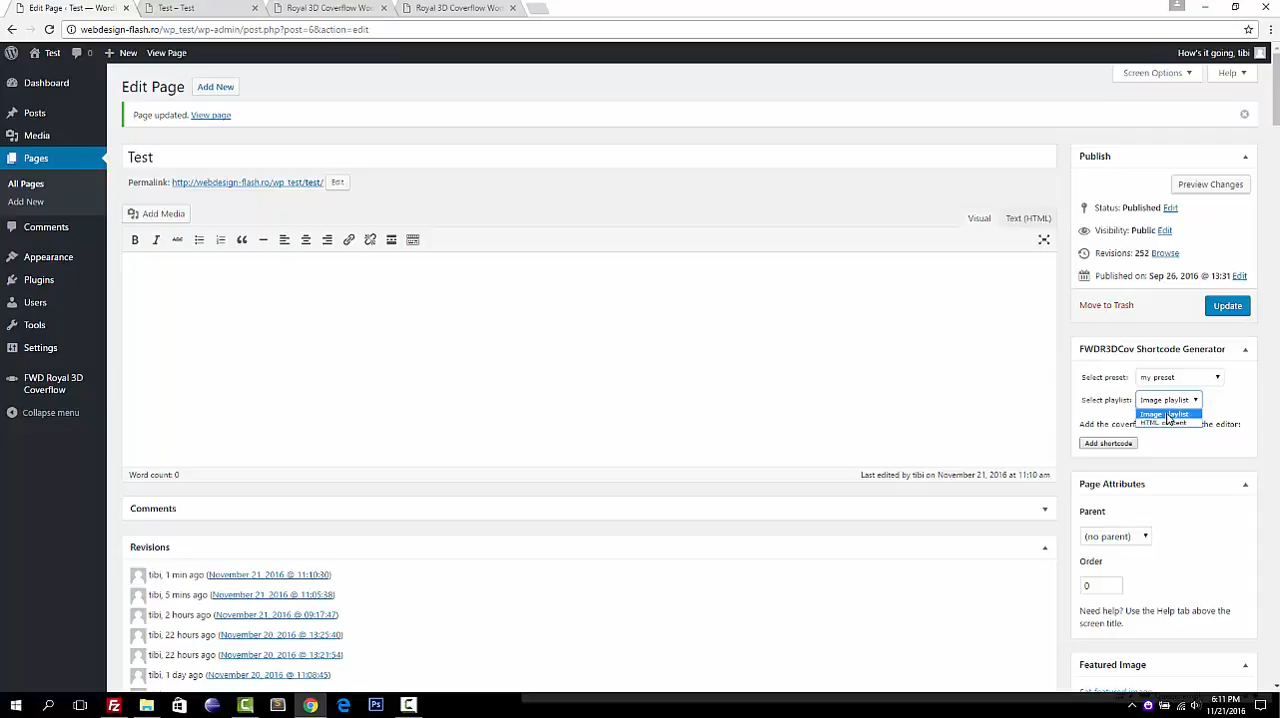 Edit Page ‹ Test — Word
Test – Test
Royal 3D Coverflow Wo
Royal 3D Coverflow Wo
webdesign-flash.ro/wp_test/wp-admin/post.php?post=6&action=edit
Test
0
New
View Page
How's it going, tibi
Screen Options
Help
Edit Page
Add New
Page updated. View page
Dashboard
Posts
Media
Pages
All Pages
Add New
Comments
Appearance
Plugins
Users
Tools
Settings
FWD Royal 3D
Coverflow
Collapse menu
Test
Permalink: http://webdesign-flash.ro/wp_test/test/ Edit
Add Media
Visual
Text (HTML)
B I ABC
Word count: 0
Last edited by tibi on November 21, 2016 at 11:10 am
Comments
Revisions
tibi, 1 min ago (November 21, 2016 @ 11:10:30)
tibi, 5 mins ago (November 21, 2016 @ 11:05:38)
tibi, 2 hours ago (November 21, 2016 @ 09:17:47)
tibi, 22 hours ago (November 20, 2016 @ 13:25:40)
tibi, 22 hours ago (November 20, 2016 @ 13:21:54)
tibi, 1 day ago (November 20, 2016 @ 11:08:45)
Publish
Preview Changes
Status: Published Edit
Visibility: Public Edit
Revisions: 252 Browse
Published on: Sep 26, 2016 @ 13:31 Edit
Move to Trash
Update
FWDR3DCov Shortcode Generator
Select preset: my preset
Select playlist: Image playlist
Image playlist
HTML content
Add the cover the editor:
Add shortcode
Page Attributes
Parent
(no parent)
Order
0
Need help? Use the Help tab above the
screen title.
Featured Image
Set featured image
6:11 PM
11/21/2016